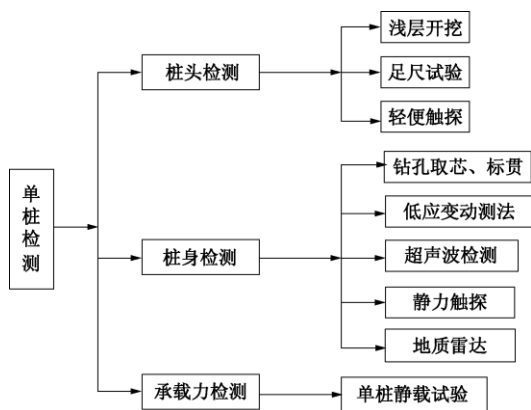 单桩检测
桩头检测
浅层开挖
足尺试验
轻便触探
桩身检测
钻孔取芯、标贯
低应变动测法
超声波检测
静力触探
地质雷达
承载力检测
单桩静载试验